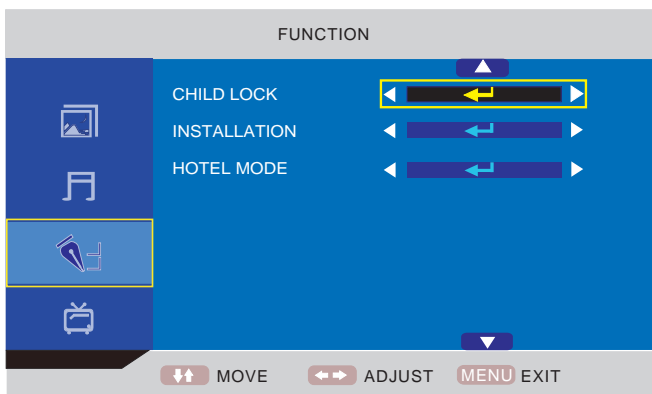 FUNCTION
CHILD LOCK
INSTALLATION
HOTEL MODE
MOVE ADJUST MENU EXIT